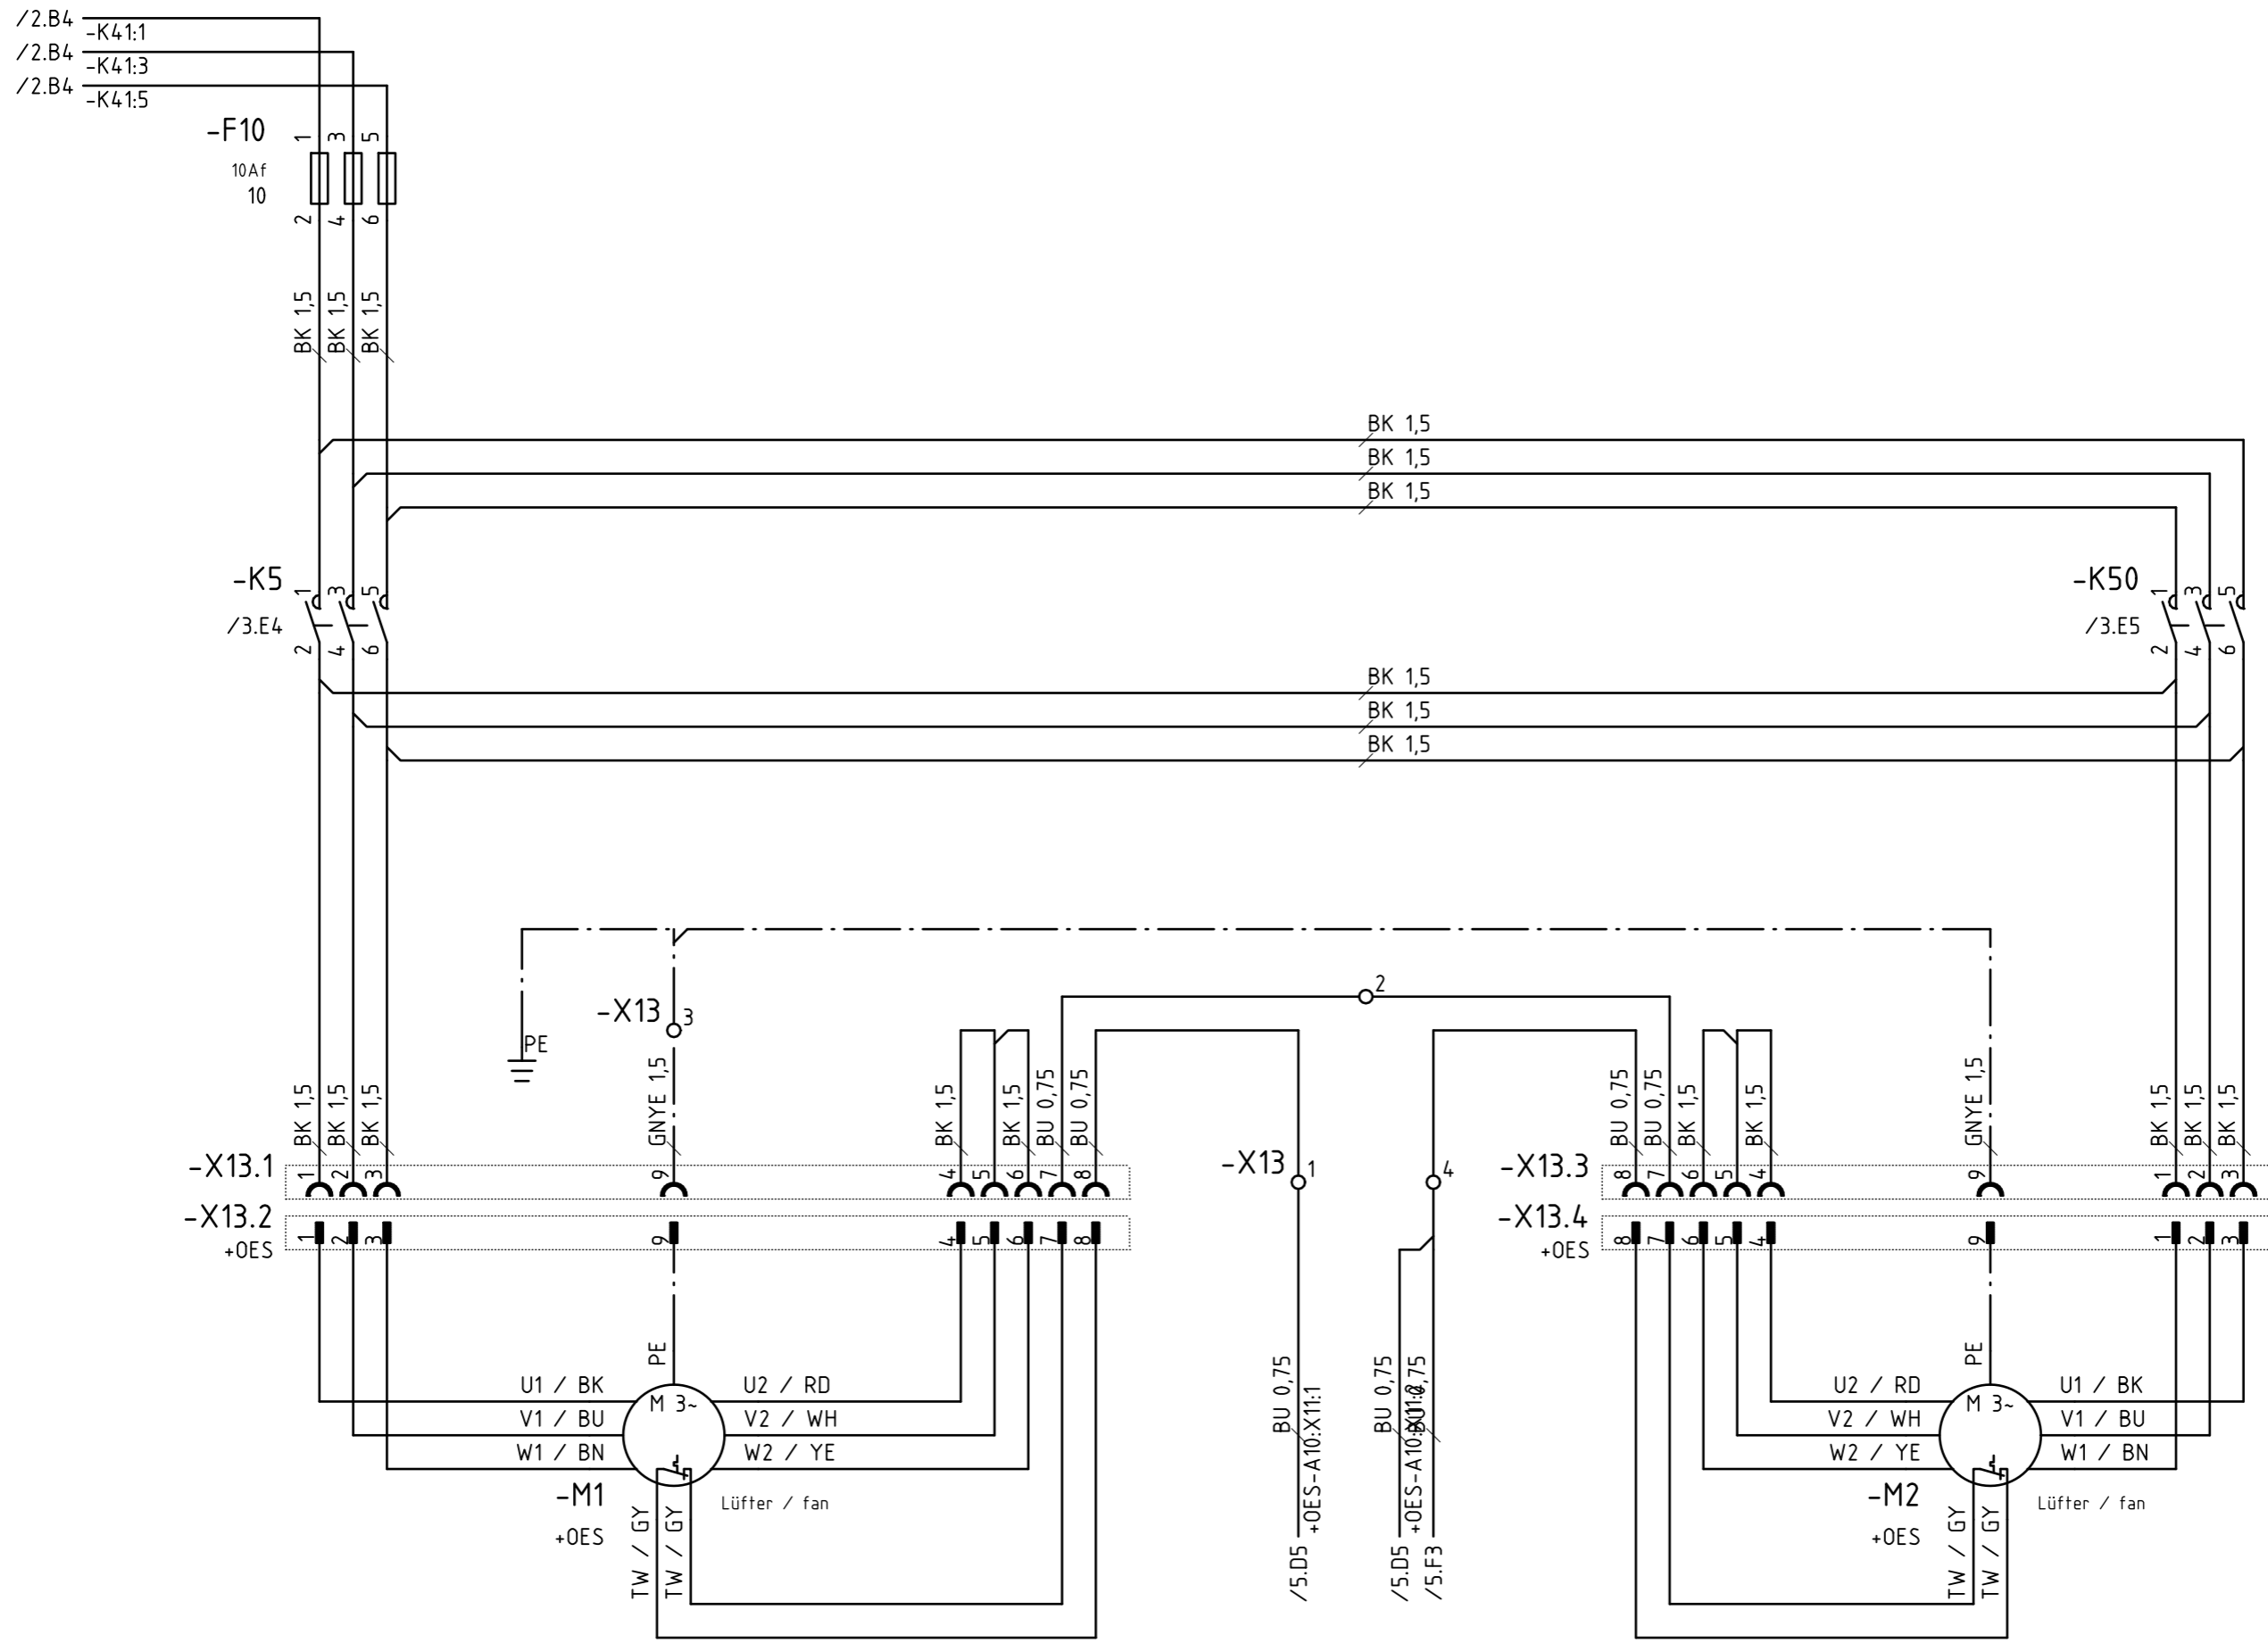 /2.B4
-K41:1
/2.B4
-K41:3
/2.B4
-K41:5
-F10
10Af
10
1 3 5
2 4 6
BK 1,5
BK 1,5
BK 1,5
BK 1,5
BK 1,5
BK 1,5
-K5
/3.E4
1 3 5
2 4 6
-K50
/3.E5
1 3 5
2 4 6
BK 1,5
BK 1,5
BK 1,5
2
-X13
3
PE
BK 1,5
BK 1,5
BK 1,5
GNYE 1,5
BK 1,5
BK 1,5
BU 0,75
BU 0,75
BU 0,75
BU 0,75
BK 1,5
BK 1,5
GNYE 1,5
BK 1,5
BK 1,5
BK 1,5
-X13.1
1 2 3 9 4 5 6 7 8
-X13
1
4
-X13.3
8 7 6 5 4 9 1 2 3
-X13.2
+OES
1 2 3 9 4 5 6 7 8
-X13.4
+OES
8 7 6 5 4 9 1 2 3
PE
U1 / BK
V1 / BU
W1 / BN
M 3~
U2 / RD
V2 / WH
W2 / YE
-M1
+OES
Lüfter / fan
TW / GY
TW / GY
BU 0,75
+OES-A10:X11:1
/5.D5
BU 0,75
+OES-A10:X11:2
/5.D5
BU 0,75
/5.F3
PE
U2 / RD
V2 / WH
W2 / YE
M 3~
U1 / BK
V1 / BU
W1 / BN
-M2
+OES
Lüfter / fan
TW / GY
TW / GY